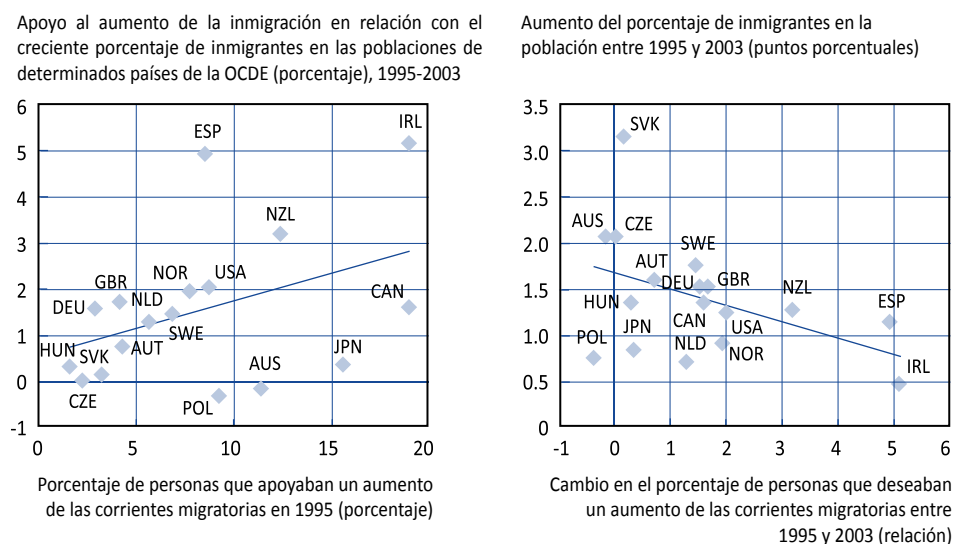 Apoyo al aumento de la inmigración en relación con el
creciente porcentaje de inmigrantes en las poblaciones de
determinados países de la OCDE (porcentaje), 1995-2003
6
5
4
3
2
1
0
-1
ESP
IRL
NZL
NOR
USA
GBR
DEU
NLD
CAN
SWE
HUN
SVK
AUT
JPN
AUS
CZE
POL
0
5
10
15
20
Porcentaje de personas que apoyaban un aumento
de las corrientes migratorias en 1995 (porcentaje)
Aumento del porcentaje de inmigrantes en la
población entre 1995 y 2003 (puntos porcentuales)
3.5
3.0
2.5
2.0
1.5
1.0
0.5
0
SVK
AUS
CZE
SWE
AUT
DEU
GBR
NZL
HUN
ESP
CAN
USA
POL
JPN
NLD
NOR
IRL
-1
0
1
2
3
4
5
6
Cambio en el porcentaje de personas que deseaban
un aumento de las corrientes migratorias entre
1995 y 2003 (relación)